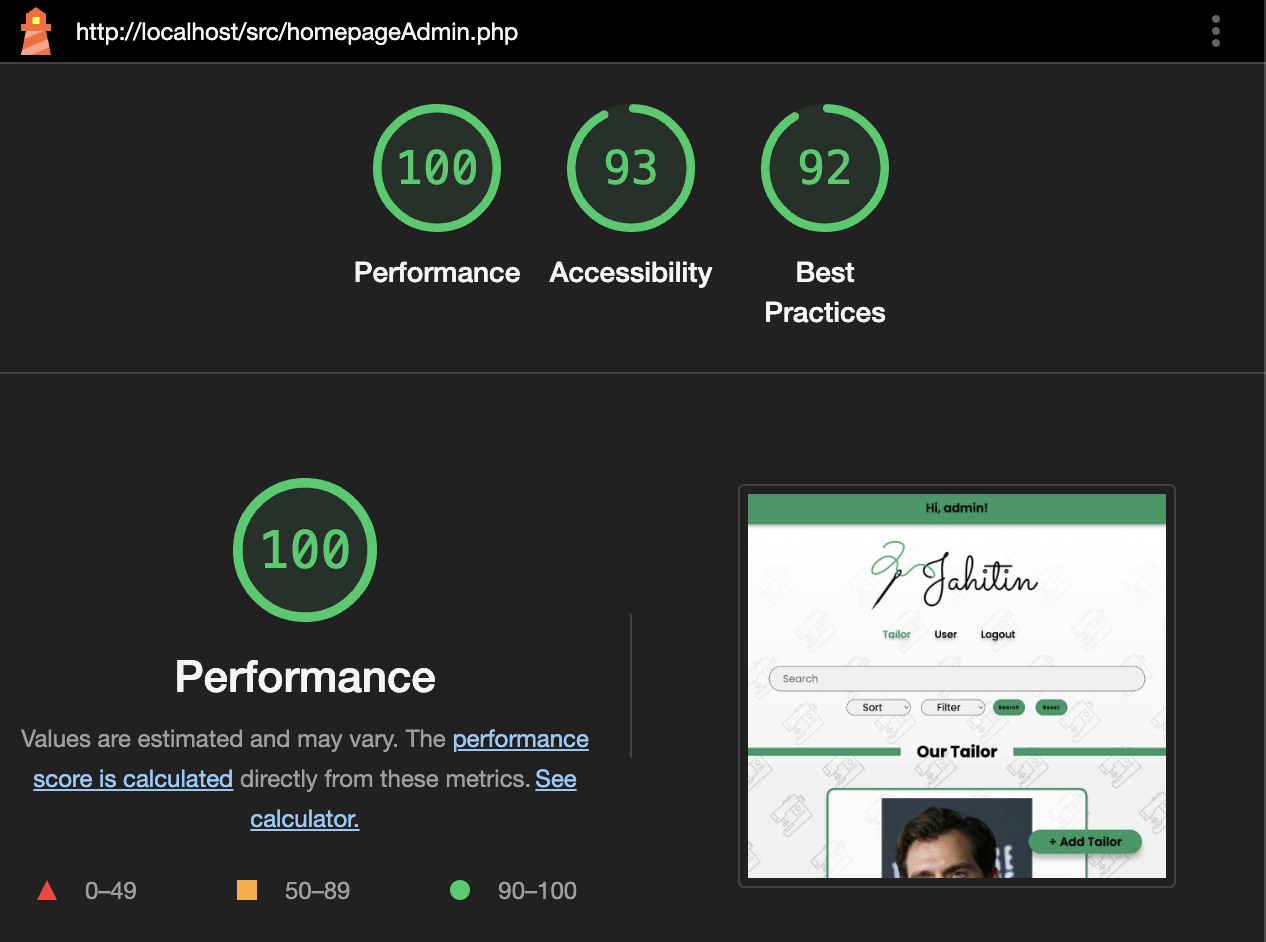 http://localhost/src/homepageAdmin.php
100
93
92
Performance
Accessibility
Best
Practices
100
Performance
Values are estimated and may vary. The performance
score is calculated directly from these metrics. See
calculator.
0–49
50–89
90–100
Hi, admin!
Jahitin
Tailor User Logout
Search
Sort Filter Search Reset
Our Tailor
+ Add Tailor